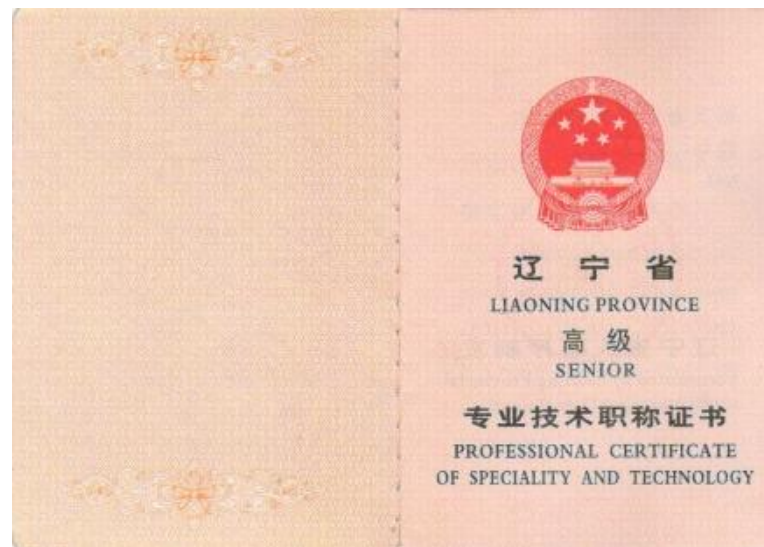 辽宁省
LIAONING PROVINCE
高级
SENIOR
专业技术职称证书
PROFESSIONAL CERTIFICATE
OF SPECIALITY AND TECHNOLOGY